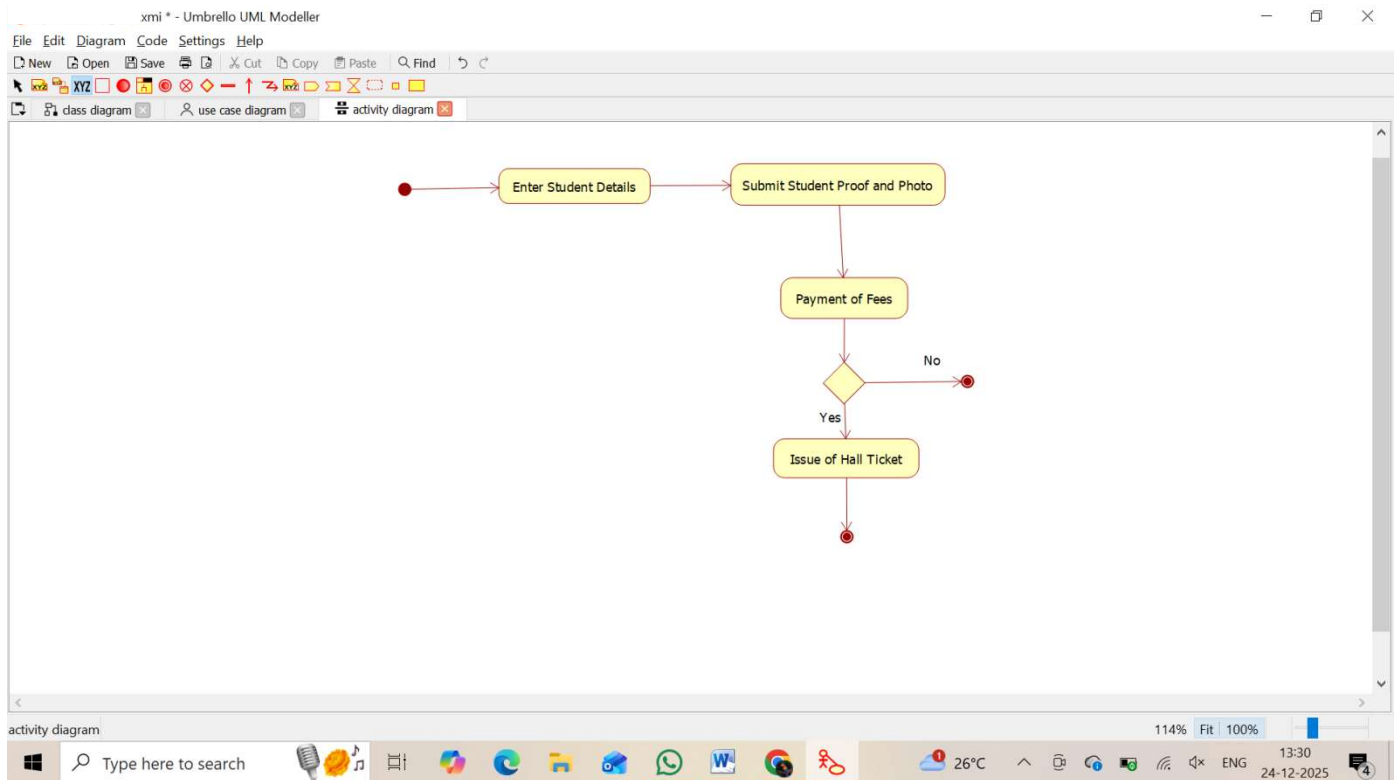 xmi * - Umbrello UML Modeller
File Edit Diagram Code Settings Help
New Open Save Cut Copy Paste Find
XYZ XYZ
class diagram use case diagram activity diagram
Enter Student Details Submit Student Proof and Photo
Payment of Fees
No
Yes
Issue of Hall Ticket
activity diagram 114% Fit 100%
Type here to search W 1 26°C ENG 13:30
24-12-2025 4